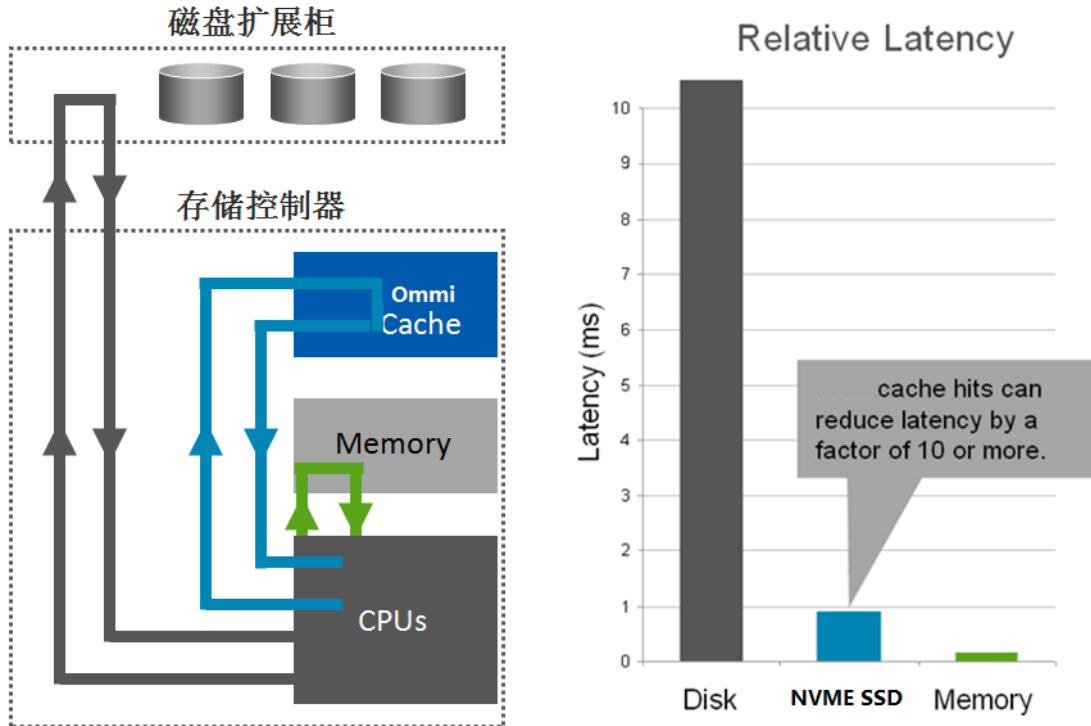 磁盘扩展柜
存储控制器
Ommi
Cache
Memory
CPUs
Relative Latency
Latency (ms)
10
9
8
7
6
5
4
3
2
1
0
cache hits can
reduce latency by a
factor of 10 or more.
Disk
NVME SSD
Memory